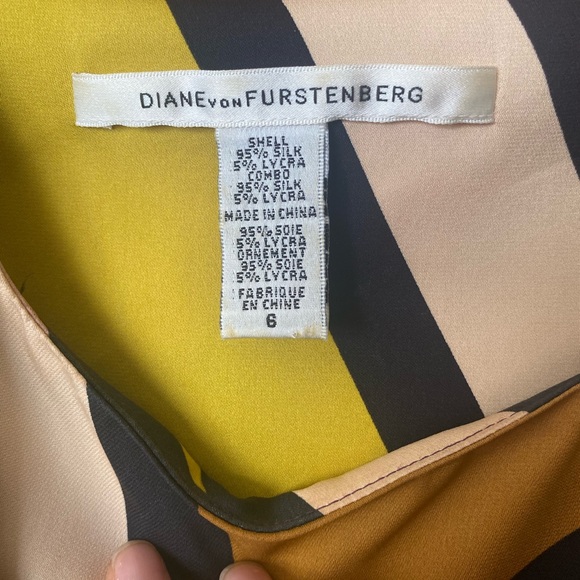 DIANE VON FURSTENBERG
SHELL
95% SILK
5% LYCRA
COMBO
95% SILK
5% LYCRA
MADE IN CHINA
95% SOIE
5% LYCRA
ORNEMENT
95% SOIE
5% LYCRA
FABRIQUE
EN CHINE
6